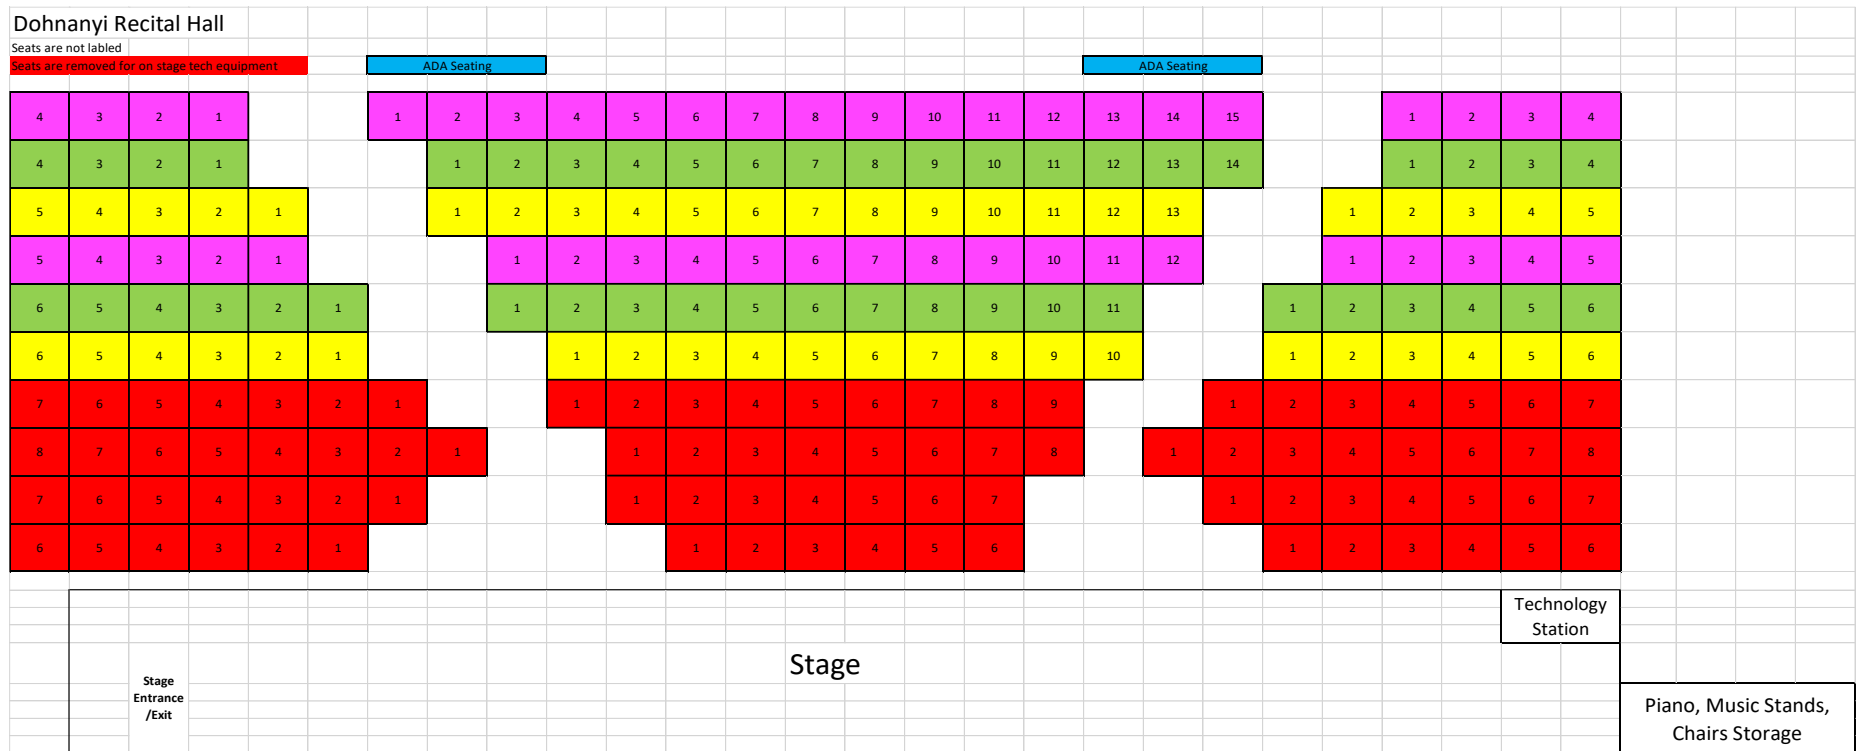 Dohnanyi Recital Hall
Seats are not labled
Seats are removed for on stage tech equipment
ADA Seating ADA Seating
4 3 2 1 1 2 3 4 5 6 7 8 9 10 11 12 13 14 15 1 2 3 4
4 3 2 1 1 2 3 4 5 6 7 8 9 10 11 12 13 14 1 2 3 4
5 4 3 2 1 1 2 3 4 5 6 7 8 9 10 11 12 13 1 2 3 4 5
5 4 3 2 1 1 2 3 4 5 6 7 8 9 10 11 12 1 2 3 4 5
6 5 4 3 2 1 1 2 3 4 5 6 7 8 9 10 11 1 2 3 4 5 6
6 5 4 3 2 1 1 2 3 4 5 6 7 8 9 10 1 2 3 4 5 6
7 6 5 4 3 2 1 1 2 3 4 5 6 7 8 9 1 2 3 4 5 6 7
8 7 6 5 4 3 2 1 1 2 3 4 5 6 7 8 1 2 3 4 5 6 7 8
7 6 5 4 3 2 1 1 2 3 4 5 6 7 1 2 3 4 5 6 7
6 5 4 3 2 1 1 2 3 4 5 6 1 2 3 4 5 6
Technology
Station
Stage
Stage
Entrance
/Exit
Piano, Music Stands,
Chairs Storage